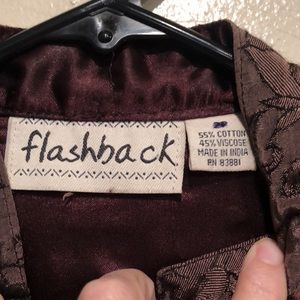 flashback
55% COTTON
45% VISCOSE
MADE IN INDIA
RN 83881